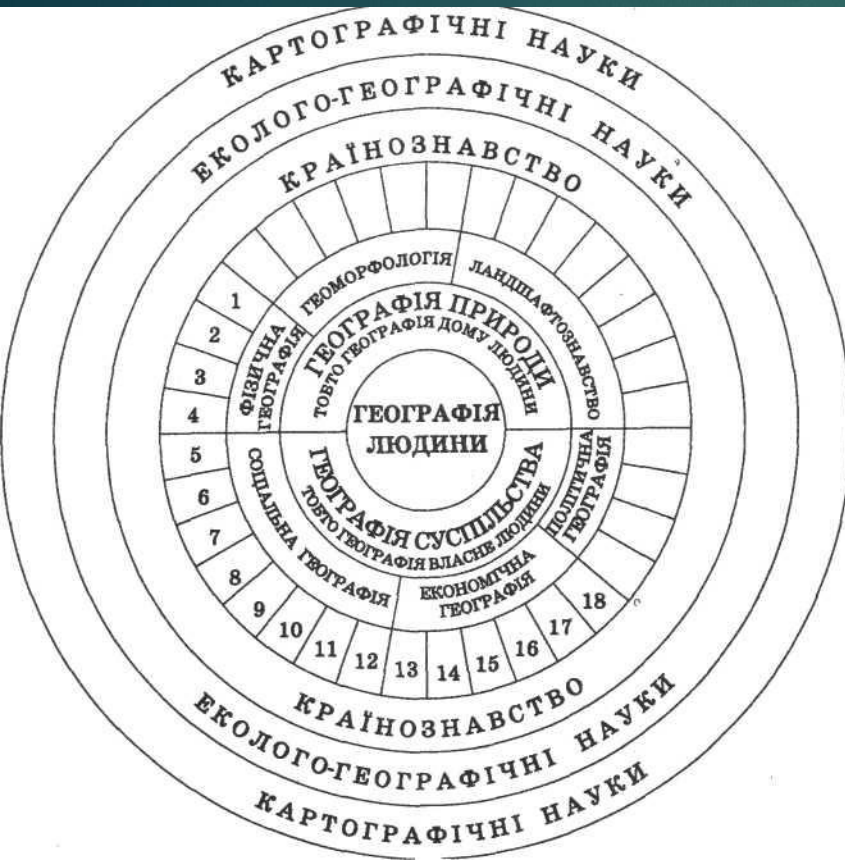 КАРТОГРАФІЧНІ НАУКИ
ЕКОЛОГО-ГЕОГРАФІЧНІ НАУКИ
КРАЇНОЗНАВСТВО
ГЕОМОРФОЛОГІЯ
ЛАНДШАФТОЗНАВСТВО
ФІЗИЧНА
ГЕОГРАФІЯ
ГЕОГРАФІЯ ПРИРОДИ
ТОБТО ГЕОГРАФІЯ ДОМУ ЛЮДИНИ
1
2
3
4
ГЕОГРАФІЯ
ЛЮДИНИ
5
6
7
8
9
10
11
12
13
14
15
16
17
18
ГЕОГРАФІЯ СУСПІЛЬСТВА
ТОБТО ГЕОГРАФІЯ ВЛАСНЕ ЛЮДИНИ
СОЦІАЛЬНА ГЕОГРАФІЯ
ЕКОНОМІЧНА
ГЕОГРАФІЯ
ПОЛІТИЧНА
ГЕОГРАФІЯ
КРАЇНОЗНАВСТВО
ЕКОЛОГО-ГЕОГРАФІЧНІ НАУКИ
КАРТОГРАФІЧНІ НАУКИ